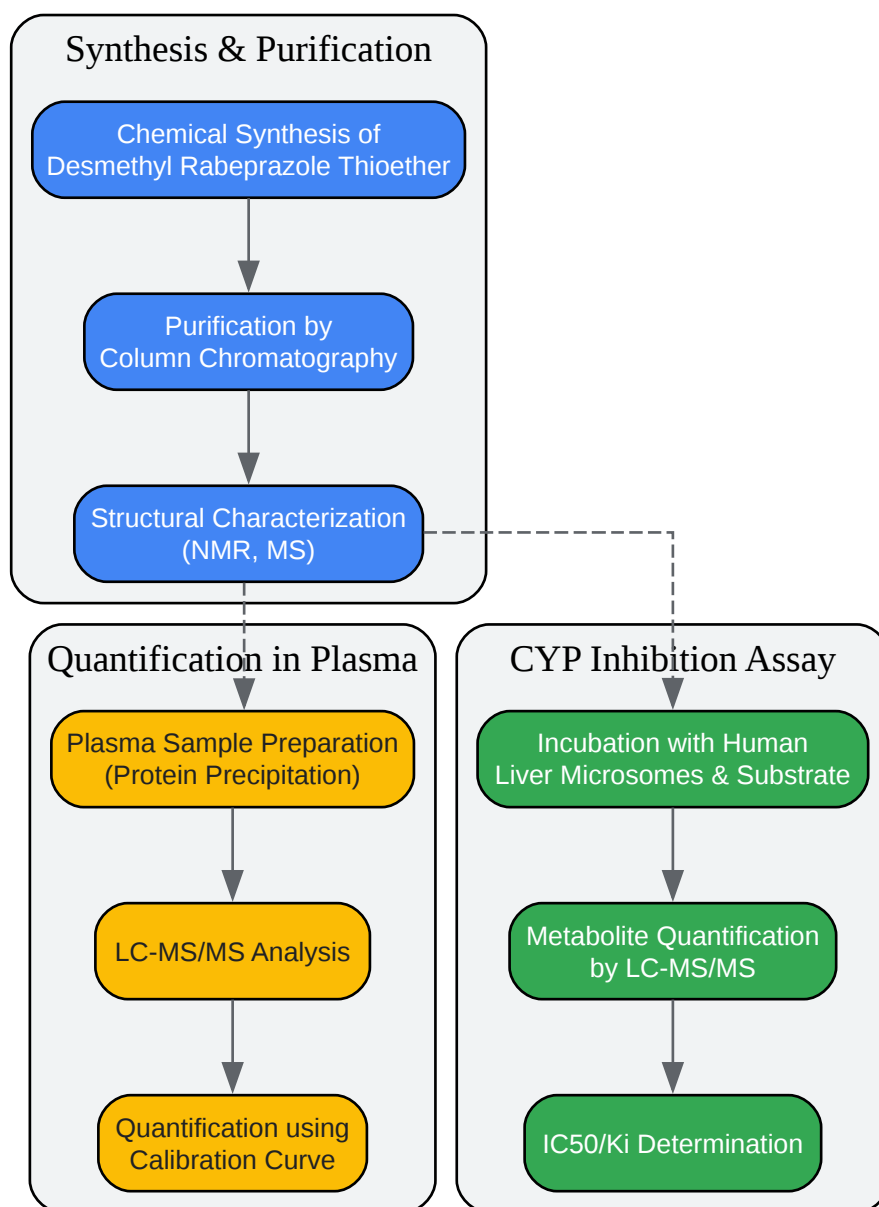 Synthesis & Purification
Chemical Synthesis of
Desmethyl Rabeprazole Thioether
Purification by
Column Chromatography
Structural Characterization
(NMR, MS)
Quantification in Plasma
Plasma Sample Preparation
(Protein Precipitation)
LC-MS/MS Analysis
Quantification using
Calibration Curve
CYP Inhibition Assay
Incubation with Human
Liver Microsomes & Substrate
Metabolite Quantification
by LC-MS/MS
IC50/Ki Determination